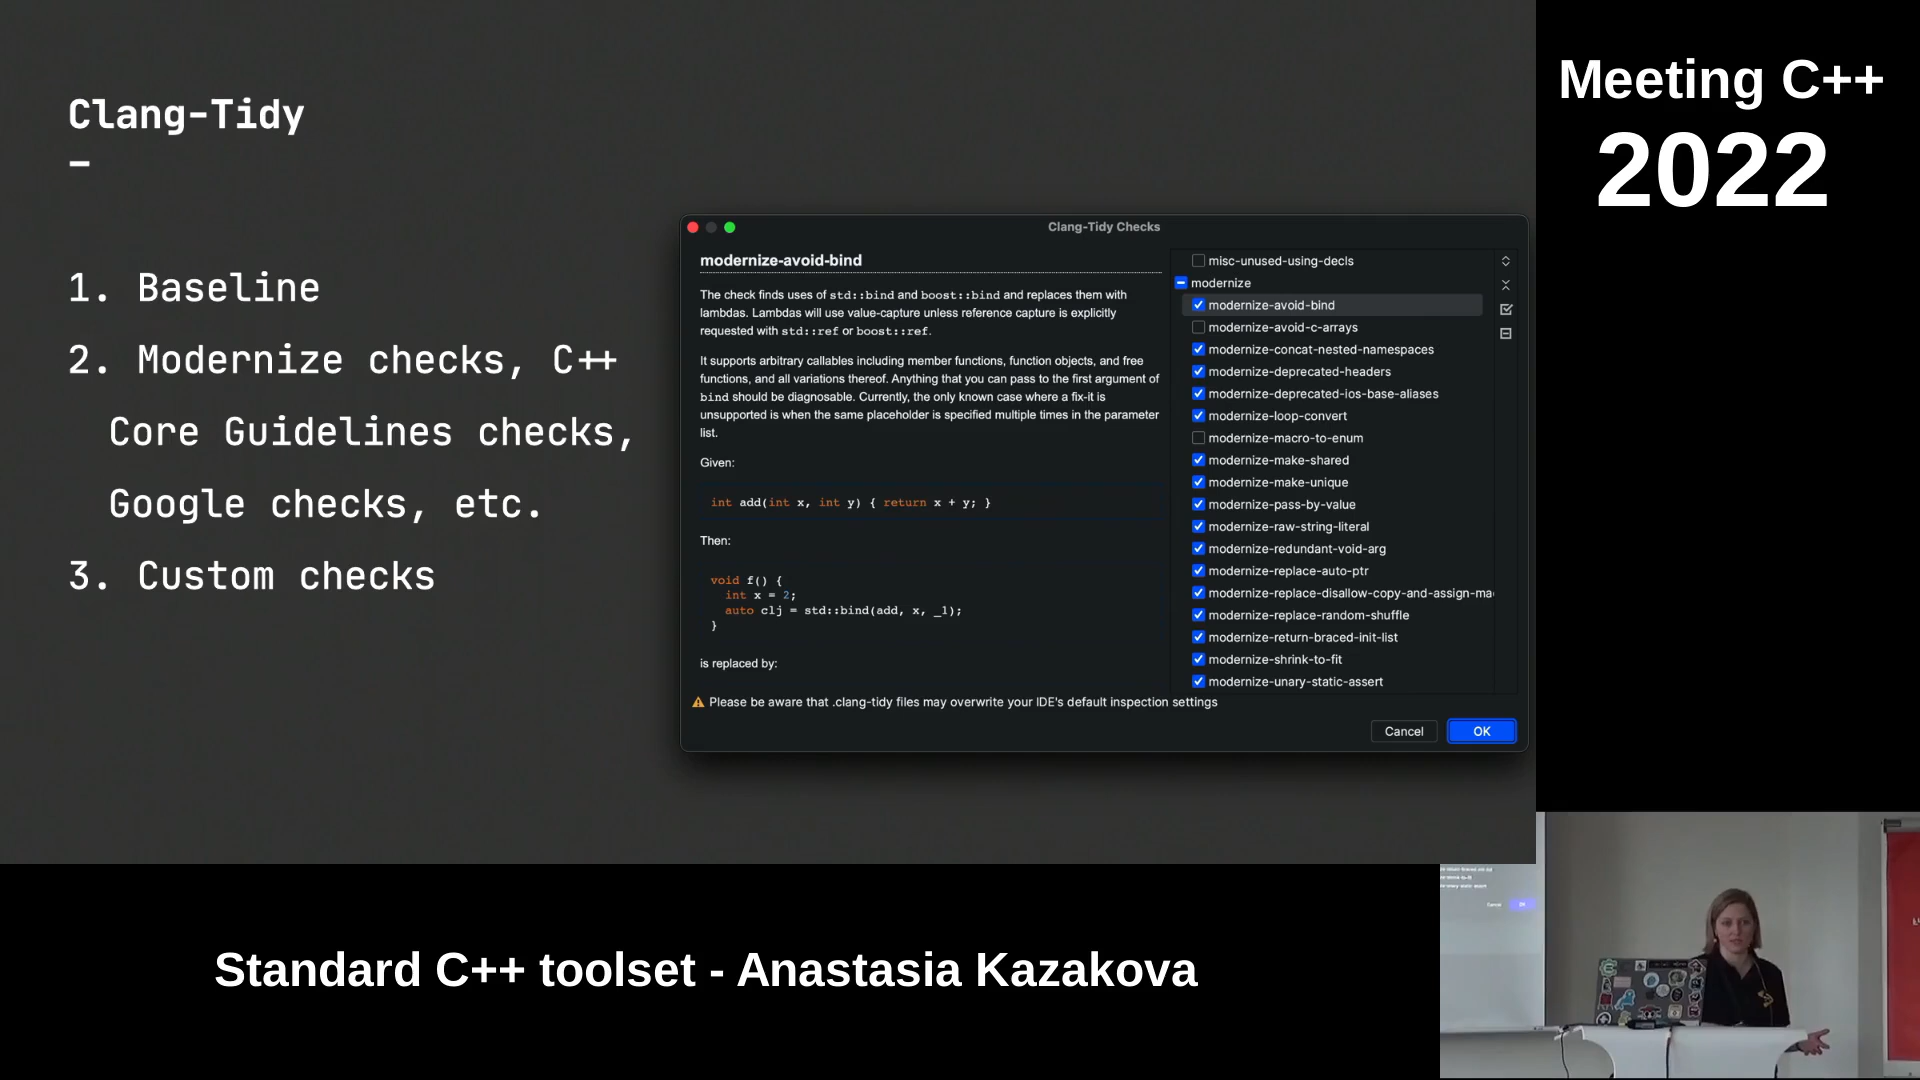 Clang-Tidy
–
1. Baseline
2. Modernize checks, C++
Core Guidelines checks,
Google checks, etc.
3. Custom checks
Clang-Tidy Checks
modernize-avoid-bind
The check finds uses of std::bind and boost::bind and replaces them with
lambdas. Lambdas will use value-capture unless reference capture is explicitly
requested with std::ref or boost::ref.
It supports arbitrary callables including member functions, function objects, and free
functions, and all variations thereof. Anything that you can pass to the first argument of
bind should be diagnosable. Currently, the only known case where a fix-it is
unsupported is when the same placeholder is specified multiple times in the parameter
list.
Given:
int add(int x, int y) { return x + y; }
Then:
void f() {
int x = 2;
auto clj = std::bind(add, x, _1);
}
is replaced by:
misc-unused-using-decls
modernize
modernize-avoid-bind
modernize-avoid-c-arrays
modernize-concat-nested-namespaces
modernize-deprecated-headers
modernize-deprecated-ios-base-aliases
modernize-loop-convert
modernize-macro-to-enum
modernize-make-shared
modernize-make-unique
modernize-pass-by-value
modernize-raw-string-literal
modernize-redundant-void-arg
modernize-replace-auto-ptr
modernize-replace-disallow-copy-and-assign-ma
modernize-replace-random-shuffle
modernize-return-braced-init-list
modernize-shrink-to-fit
modernize-unary-static-assert
Please be aware that .clang-tidy files may overwrite your IDE's default inspection settings
Cancel
OK
Meeting C++
2022
Standard C++ toolset - Anastasia Kazakova